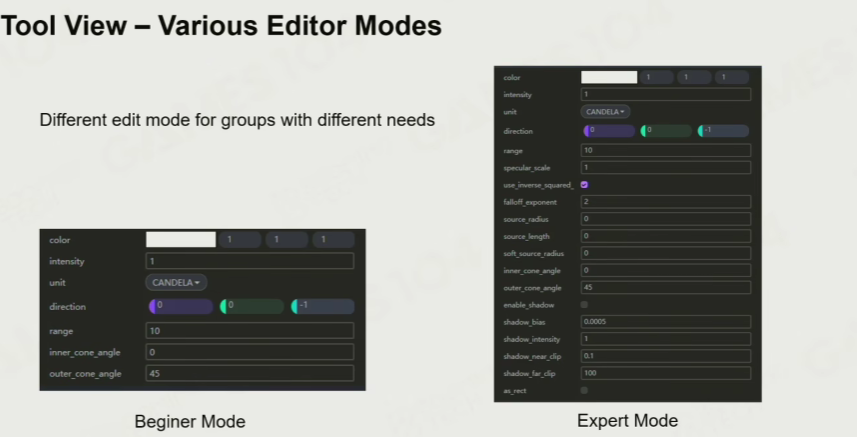 Tool View – Various Editor Modes
Different edit mode for groups with different needs
color 1 1 1
intensity 1
unit CANDELA
direction 0 0 -1
range 10
inner_cone_angle 0
outer_cone_angle 45
Beginer Mode
color 1 1 1
intensity 1
unit CANDELA
direction 0 0 -1
range 10
specular_scale 1
use_inverse_squared_
falloff_exponent 2
source_radius 0
source_length 0
soft_source_radius 0
inner_cone_angle 0
outer_cone_angle 45
enable_shadow
shadow_bias 0.0005
shadow_intensity 1
shadow_near_clip 0.1
shadow_far_clip 100
as_rect
Expert Mode